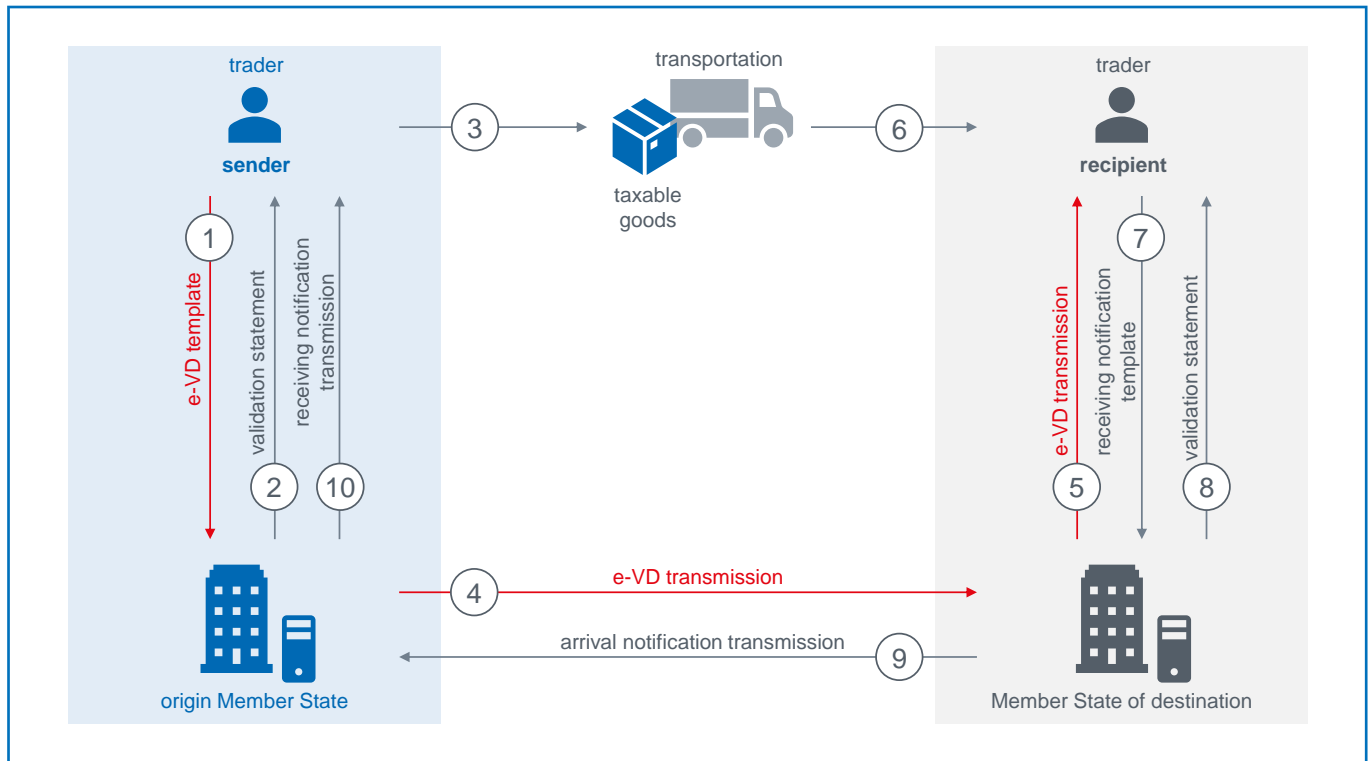 trader
sender
transportation
taxable
goods
trader
recipient
3
6
1
e-VD template
validation statement
2
receiving notification
transmission
10
e-VD transmission
5
receiving notification
template
7
validation statement
8
4
e-VD transmission
arrival notification transmission
9
origin Member State
Member State of destination